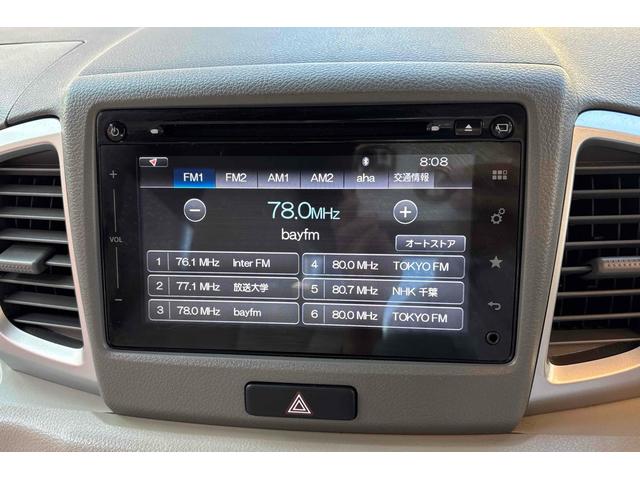 8:08
FM1 FM2 AM1 AM2 aha 交通情報
78.0MHz
bayfm
オートストア
1 76.1 MHz Inter FM
2 77.1 MHz 放送大学
3 78.0 MHz bayfm
4 80.0 MHz TOKYO FM
5 80.7 MHz NHK 千葉
6 80.0 MHz TOKYO FM
+
VOL
−